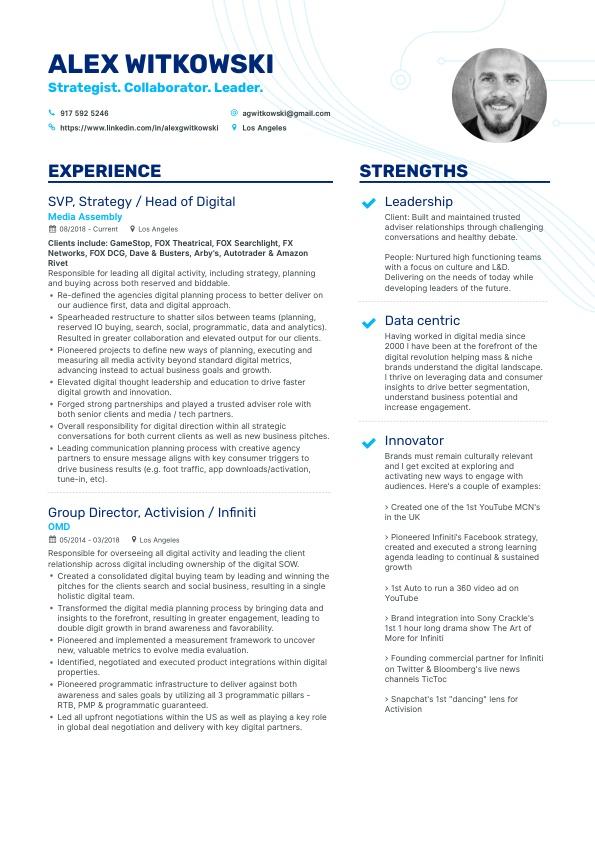 ALEX WITKOWSKI
Strategist. Collaborator. Leader.
917 592 5246
agwitkowski@gmail.com
https://www.linkedin.com/in/alexgwitkowski
Los Angeles
EXPERIENCE
SVP, Strategy / Head of Digital
Media Assembly
08/2018 - Current
Los Angeles
Clients include: GameStop, FOX Theatrical, FOX Searchlight, FX
Networks, FOX DCG, Dave & Busters, Arby's, Autotrader & Amazon
Rivet
Responsible for leading all digital activity, including strategy, planning
and buying across both reserved and biddable.
• Re-defined the agencies digital planning process to better deliver on
our audience first, data and digital approach.
• Spearheaded restructure to shatter silos between teams (planning,
reserved IO buying, search, social, programmatic, data and analytics).
Resulted in greater collaboration and elevated output for our clients.
• Pioneered projects to define new ways of planning, executing and
measuring all media activity beyond standard digital metrics,
advancing instead to actual business goals and growth.
• Elevated digital thought leadership and education to drive faster
digital growth and innovation.
• Forged strong partnerships and played a trusted adviser role with
both senior clients and media / tech partners.
• Overall responsibility for digital direction within all strategic
conversations for both current clients as well as new business pitches.
• Leading communication planning process with creative agency
partners to ensure message aligns with key consumer triggers to
drive business results (e.g. foot traffic, app downloads/activation,
tune-in, etc).
Group Director, Activision / Infiniti
OMD
05/2014 - 03/2018
Los Angeles
Responsible for overseeing all digital activity and leading the client
relationship across digital including ownership of the digital SOW.
• Created a consolidated digital buying team by leading and winning the
pitches for the clients search and social business, resulting in a single
holistic digital team.
• Transformed the digital media planning process by bringing data and
insights to the forefront, resulting in greater engagement, leading to
double digit growth in brand awareness and favorability.
• Pioneered and implemented a measurement framework to uncover
new, valuable metrics to evolve media evaluation.
• Identified, negotiated and executed product integrations within digital
properties.
• Pioneered programmatic infrastructure to deliver against both
awareness and sales goals by utilizing all 3 programmatic pillars -
RTB, PMP & programmatic guaranteed.
• Led all upfront negotiations within the US as well as playing a key role
in global deal negotiation and delivery with key digital partners.
STRENGTHS
Leadership
Client: Built and maintained trusted
adviser relationships through challenging
conversations and healthy debate.
People: Nurtured high functioning teams
with a focus on culture and L&D.
Delivering on the needs of today while
developing leaders of the future.
Data centric
Having worked in digital media since
2000 I have been at the forefront of the
digital revolution helping mass & niche
brands understand the digital landscape.
I thrive on leveraging data and consumer
insights to drive better segmentation,
understand business potential and
increase engagement.
Innovator
Brands must remain culturally relevant
and I get excited at exploring and
activating new ways to engage with
audiences. Here's a couple of examples:
> Created one of the 1st YouTube MCN's
in the UK
> Pioneered Infiniti's Facebook strategy,
created and executed a strong learning
agenda leading to continual & sustained
growth
> 1st Auto to run a 360 video ad on
YouTube
> Brand integration into Sony Crackle's
1st 1 hour long drama show The Art of
More for Infiniti
> Founding commercial partner for Infiniti
on Twitter & Bloomberg's live news
channels TicToc
> Snapchat's 1st "dancing" lens for
Activision